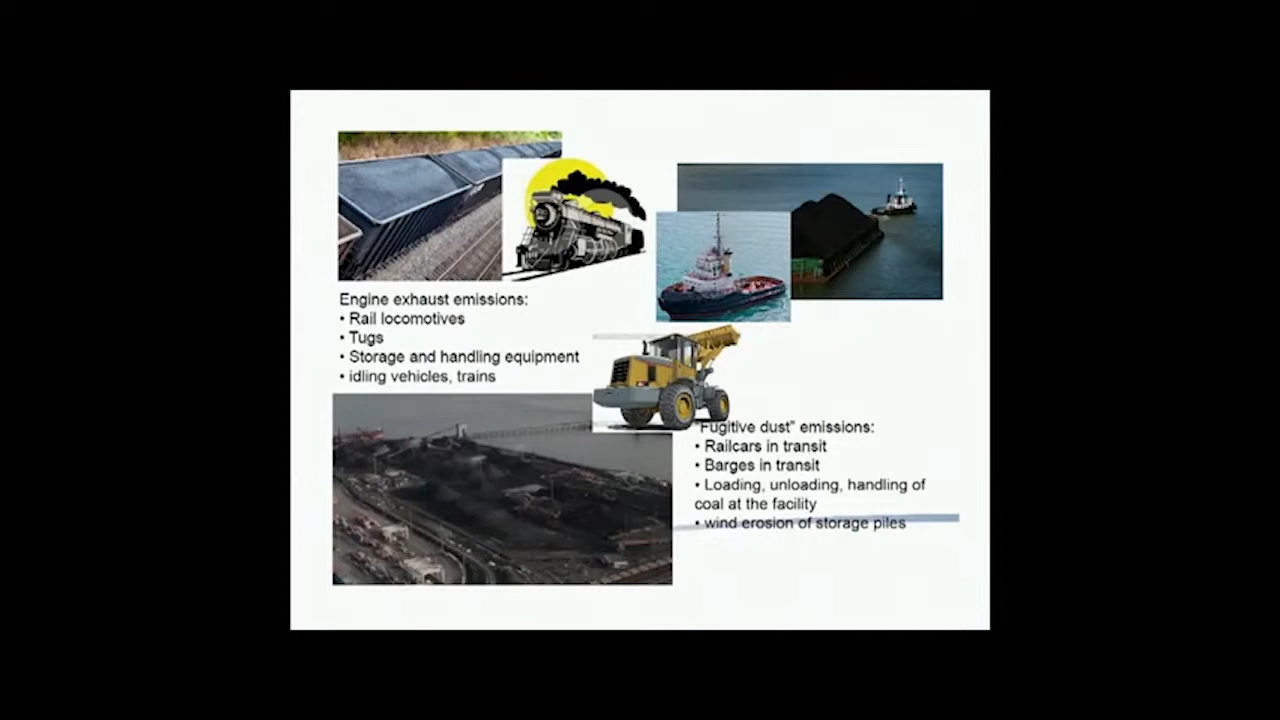 Engine exhaust emissions:
• Rail locomotives
• Tugs
• Storage and handling equipment
• idling vehicles, trains
"Fugitive dust" emissions:
• Railcars in transit
• Barges in transit
• Loading, unloading, handling of
coal at the facility
• wind erosion of storage piles